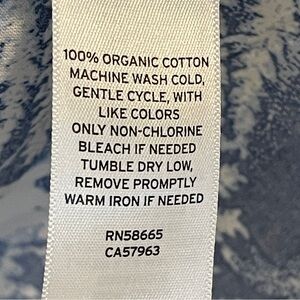 100% ORGANIC COTTON
MACHINE WASH COLD,
GENTLE CYCLE, WITH
LIKE COLORS
ONLY NON-CHLORINE
BLEACH IF NEEDED
TUMBLE DRY LOW,
REMOVE PROMPTLY
WARM IRON IF NEEDED
RN58665
CA57963